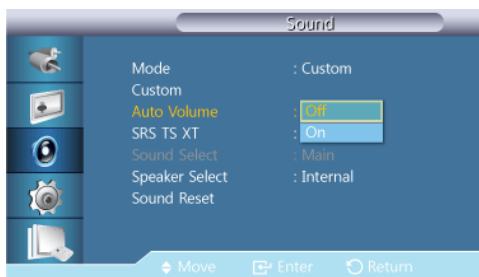 Sound
Mode : Custom
Custom
Auto Volume : Off
SRS TS XT : On
Sound Select : Main
Speaker Select : Internal
Sound Reset
Move Enter Return